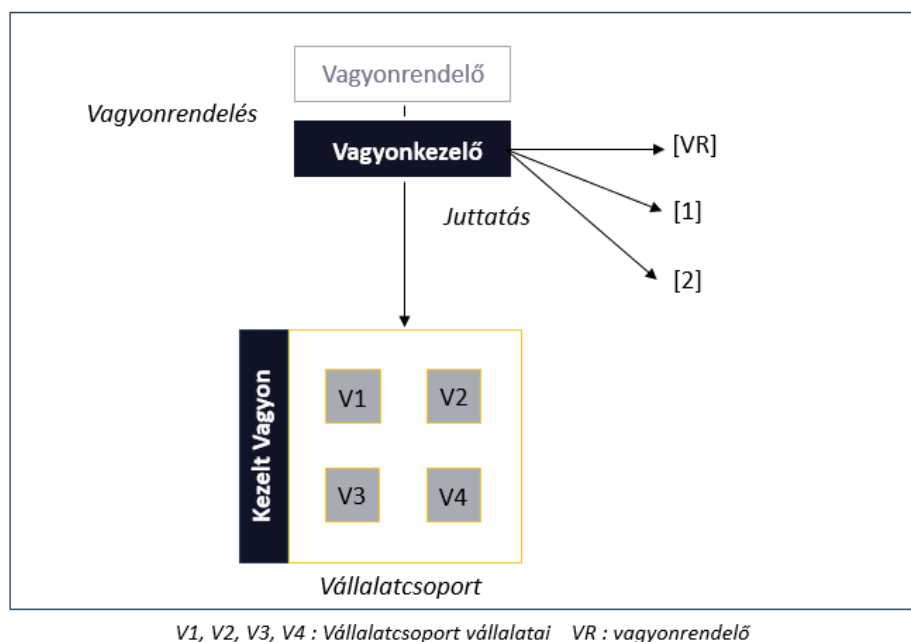 Vagyonrendelő
Vagyonrendelés
Vagyonkezelő
[VR]
[1]
Juttatás
[2]
Kezelt Vagyon
V1
V2
V3
V4
Vállalatcsoport
V1, V2, V3, V4 : Vállalatcsoport vállalatai VR : vagyonrendelő